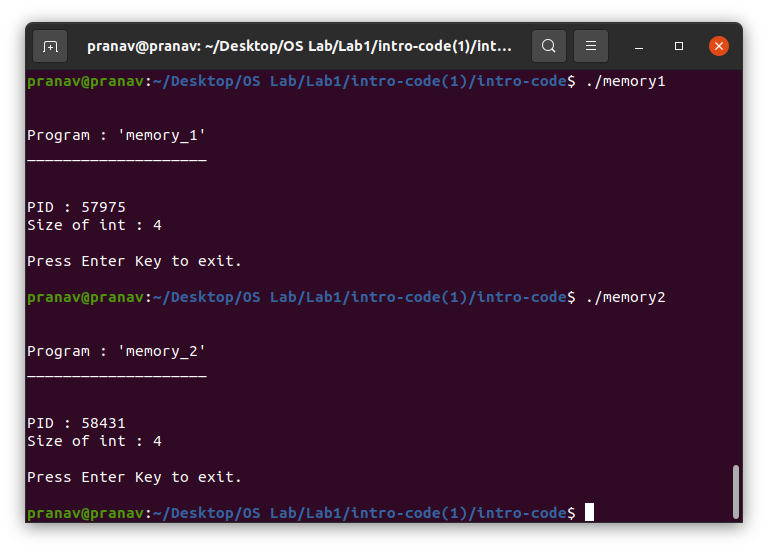 pranav@pranav: ~/Desktop/OS Lab/Lab1/intro-code(1)/int...
pranav@pranav:~/Desktop/OS Lab/Lab1/intro-code(1)/intro-code$ ./memory1
Program : 'memory_1'
____________________
PID : 57975
Size of int : 4
Press Enter Key to exit.
pranav@pranav:~/Desktop/OS Lab/Lab1/intro-code(1)/intro-code$ ./memory2
Program : 'memory_2'
____________________
PID : 58431
Size of int : 4
Press Enter Key to exit.
pranav@pranav:~/Desktop/OS Lab/Lab1/intro-code(1)/intro-code$